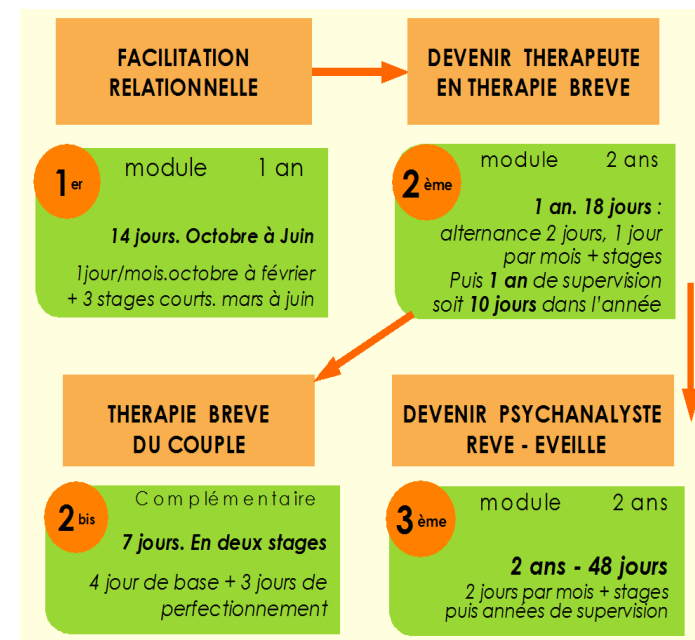 FACILITATION
RELATIONNELLE
DEVENIR THERAPEUTE
EN THERAPIE BREVE
1er
module 1 an
14 jours. Octobre à Juin
1jour/mois.octobre à février
+ 3 stages courts. mars à juin
2ème
module 2 ans
1 an. 18 jours :
alternance 2 jours, 1 jour
par mois + stages
Puis 1 an de supervision
soit 10 jours dans l'année
THERAPIE BREVE
DU COUPLE
DEVENIR PSYCHANALYSTE
REVE - EVEILLE
2 bis
Complémentaire
7 jours. En deux stages
4 jour de base + 3 jours de
perfectionnement
3ème
module 2 ans
2 ans - 48 jours
2 jours par mois + stages
puis années de supervision